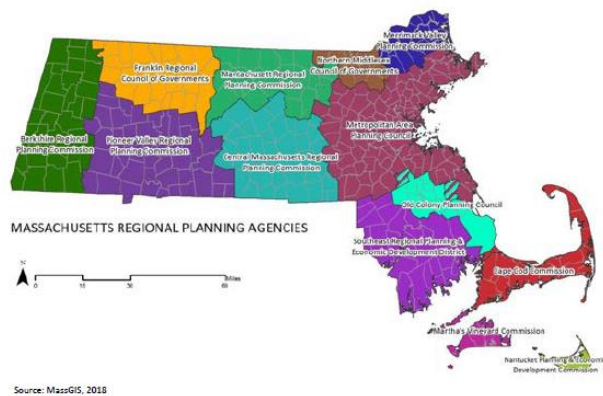 Merrimack Valley
Planning Commission
Franklin Regional
Council of Governments
Montachusett Regional
Planning Commission
Northern Middlesex
Council of Governments
Metropolitan Area
Planning Council
Berkshire Regional
Planning Commission
Pioneer Valley Regional
Planning Commission
Central Massachusetts Regional
Planning Commission
Old Colony Planning Council
MASSACHUSETTS REGIONAL PLANNING AGENCIES
Southeast Regional Planning &
Economic Development District
Cape Cod Commission
N
Miles
0 15 30 60
Martha's Vineyard Commission
Nantucket Planning & Economi
Development Commission
Source: MassGIS, 2018